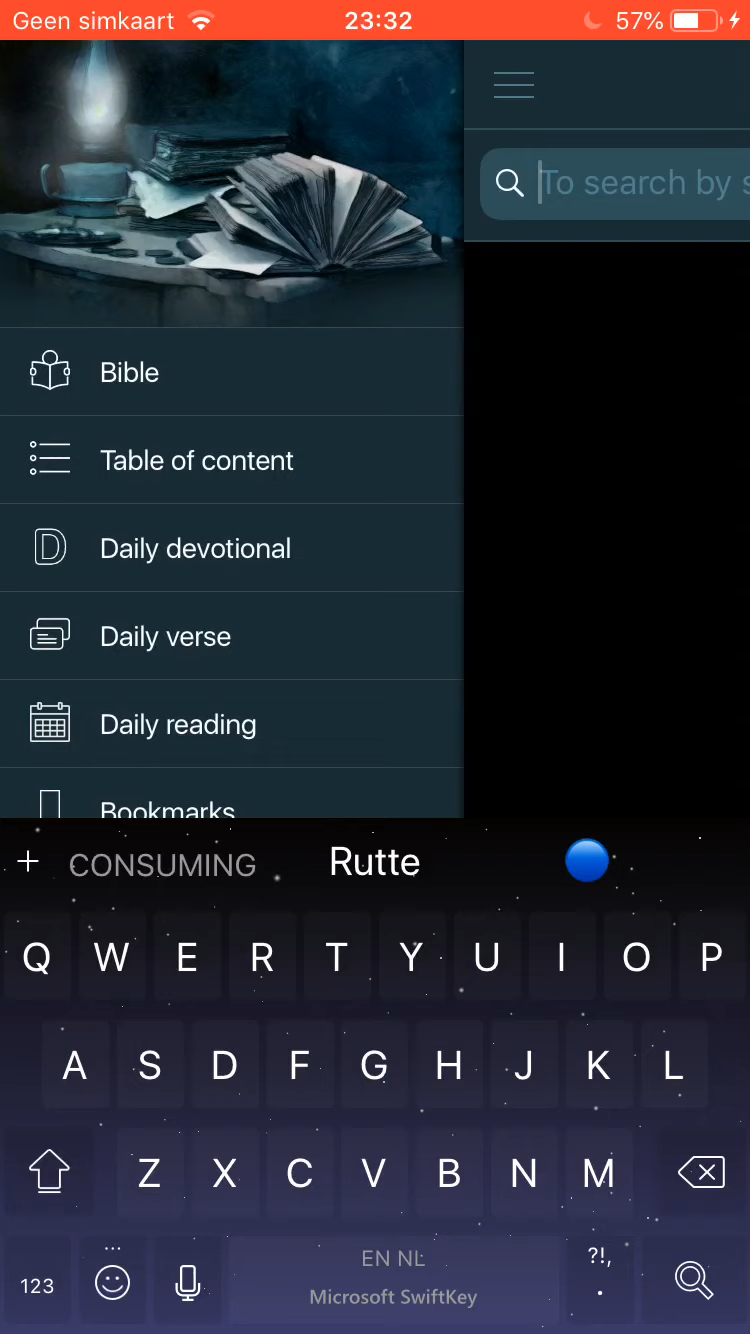 Geen simkaart 23:32 57%
To search by s
Bible
Table of content
Daily devotional
Daily verse
Daily reading
Bookmarks
+ CONSUMING Rutte
Q W E R T Y U I O P
A S D F G H J K L
Z X C V B N M
123 ... EN NL ?!,
Microsoft SwiftKey .